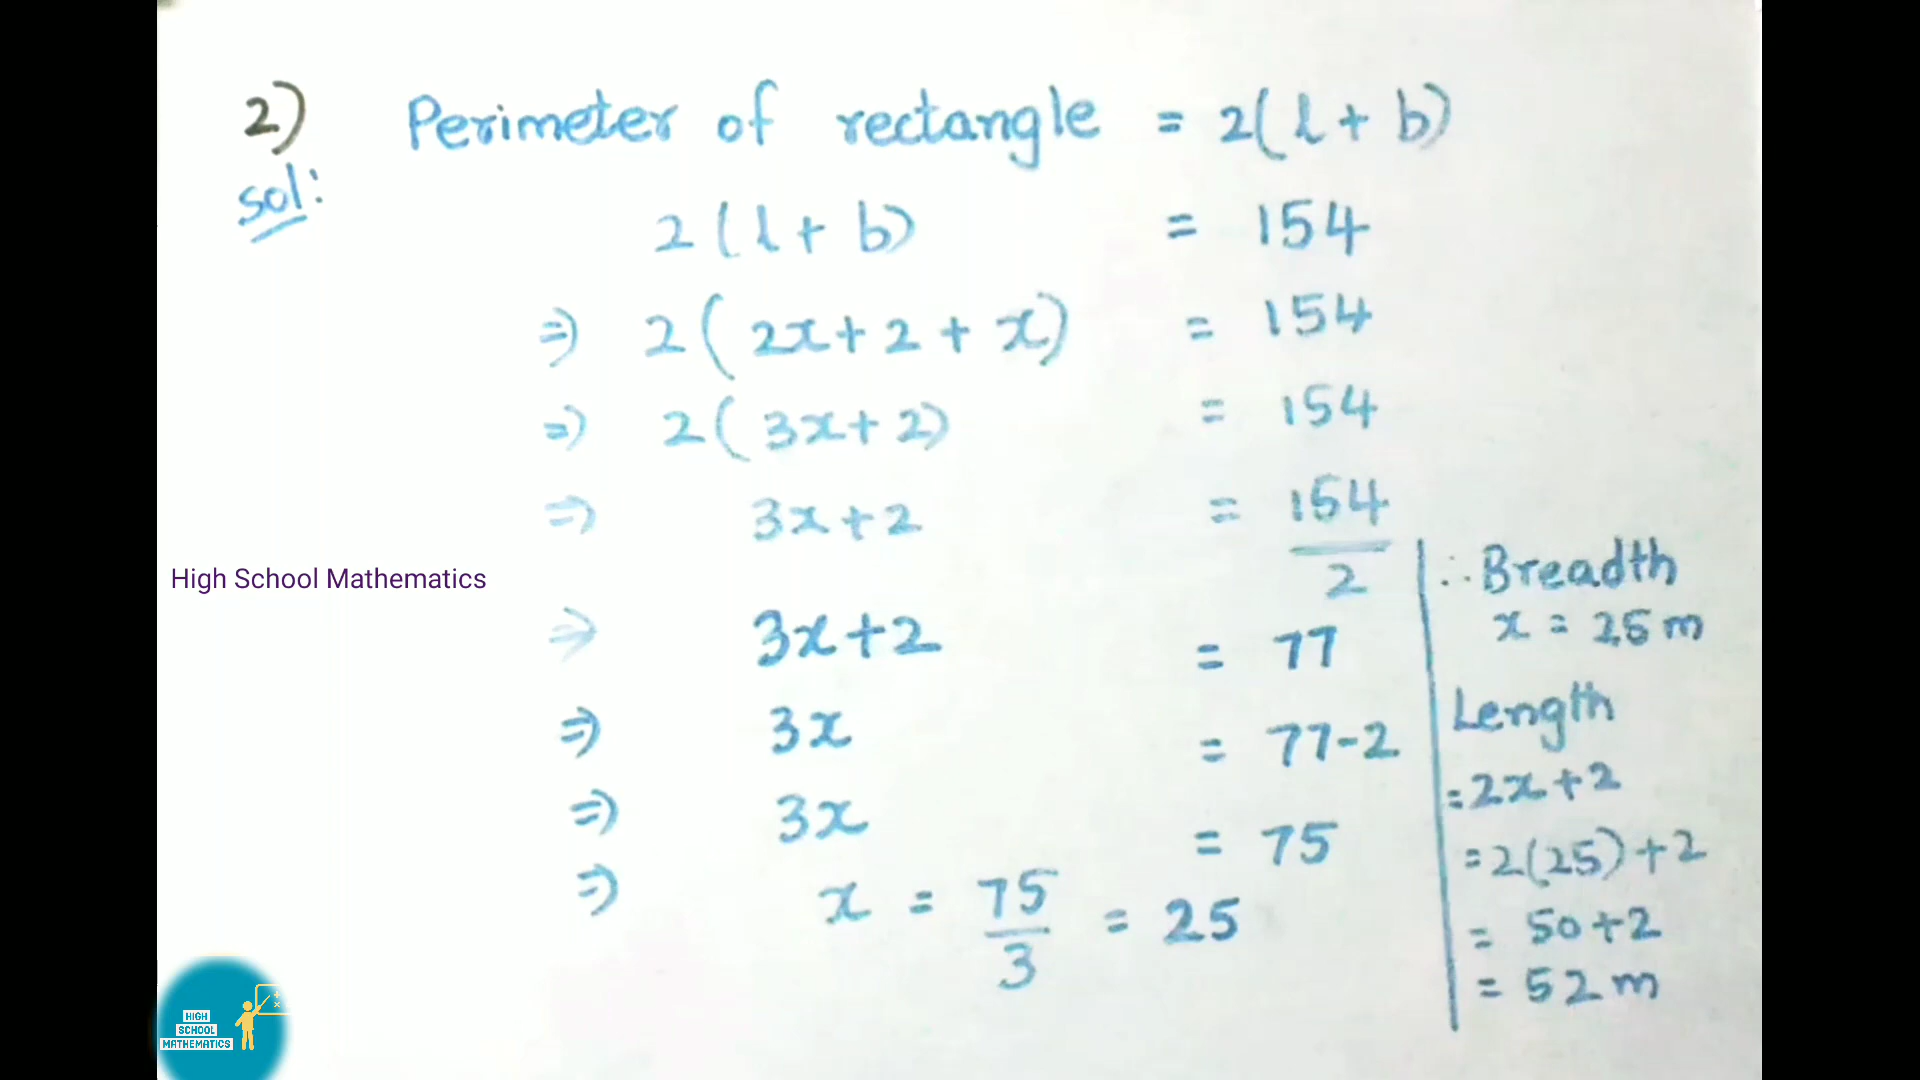 2) Perimeter of rectangle = 2(l + b)
Sol:
2(l + b) = 154
⇒ 2(2x + 2 + x) = 154
⇒ 2(3x + 2) = 154
⇒ 3x + 2 = 154/2
⇒ 3x + 2 = 77
⇒ 3x = 77 - 2
⇒ 3x = 75
⇒ x = 75/3 = 25
∴ Breadth
x = 25 m
Length
= 2x + 2
= 2(25) + 2
= 50 + 2
= 52 m
High School Mathematics
HIGH
SCHOOL
MATHEMATICS